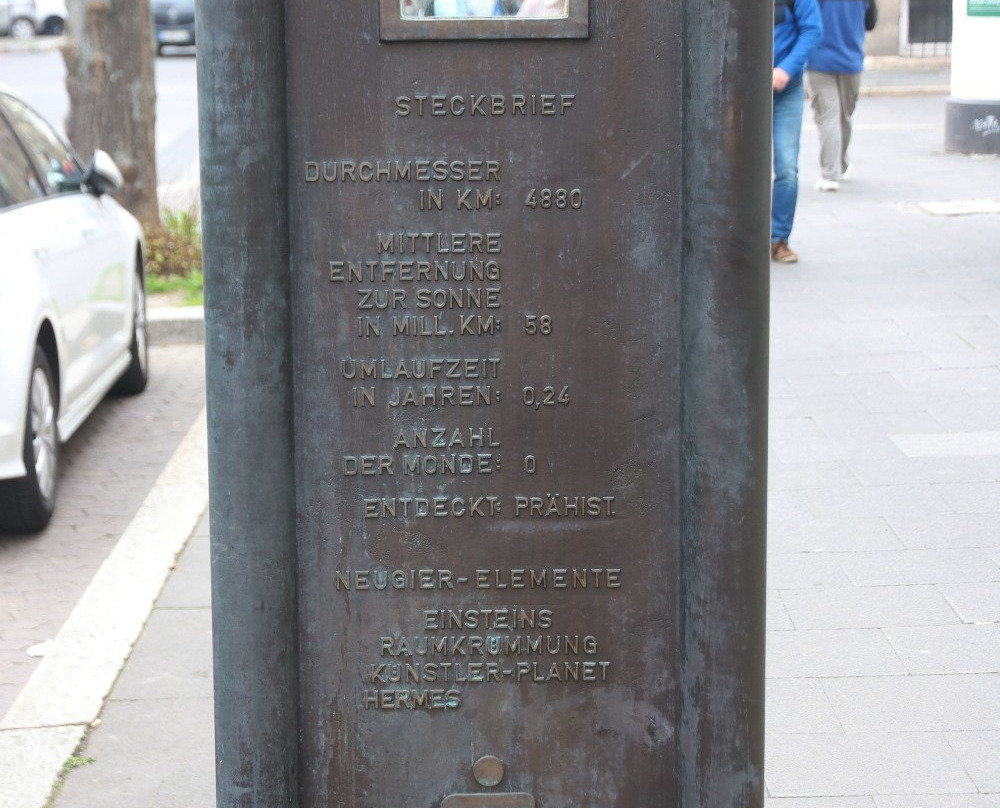 STECKBRIEF
DURCHMESSER
IN KM: 4880
MITTLERE
ENTFERNUNG
ZUR SONNE
IN MILL. KM: 58
UMLAUFZEIT
IN JAHREN: 0,24
ANZAHL
DER MONDE: 0
ENTDECKT: PRÄHIST.
NEUGIER-ELEMENTE
EINSTEINS
RAUMKRÜMMUNG
KÜNSTLER-PLANET
HERMES